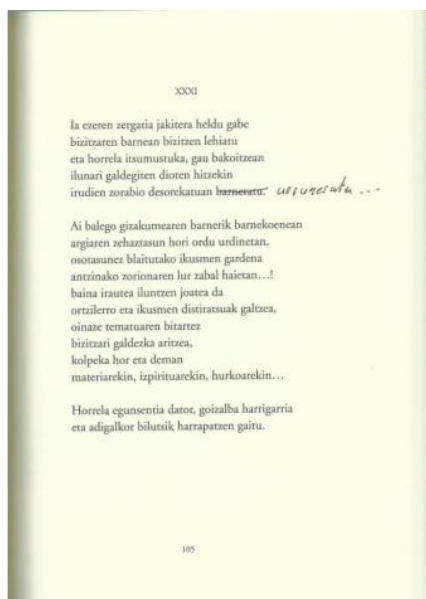 XXXI
Ia ezeren zergatia jakitera heldu gabe
bizitzaren barnean bizitzen lehiatu
eta horrela itsumustuka, gau bakoitzean
ilunari galdegiten dioten hitzekin
irudien zorabio desorekatuan barneratu. urruneratu ...
Ai balego gizakumearen barnerik barnekoenean
argiaren zehaztasun hori ordu urdinetan,
osotasunez blaitutako ikusmen gardena
antzinako zorionaren lur zabal haietan...!
baina irautea iluntzen joatea da
ortzilerro eta ikusmen distiratsuak galtzea,
oinaze tematuaren bitartez
bizitzari galdezka aritzea,
kolpeka hor eta deman
materiarekin, izpirituarekin, hurkoarekin...
Horrela egunsentia dator, goizalba harrigarria
eta adigalkor bilutsik harrapatzen gaitu.
105